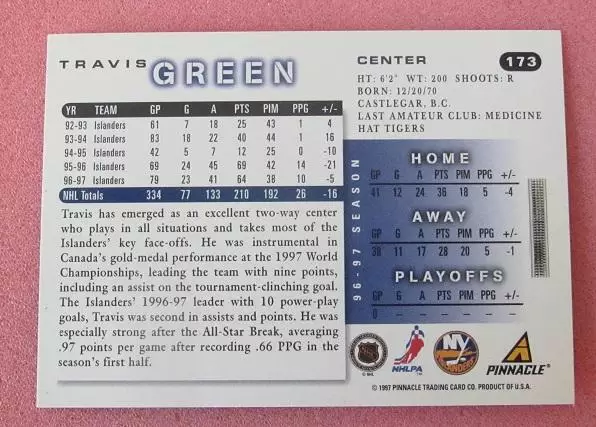 TRAVIS GREEN
CENTER 173
HT: 6'2" WT: 200 SHOOTS: R
BORN: 12/20/70
CASTLEGAR, B.C.
LAST AMATEUR CLUB: MEDICINE
HAT TIGERS
YR TEAM GP G A PTS PIM PPG +/-
92-93 Islanders 61 7 18 25 43 1 4
93-94 Islanders 83 18 22 40 44 1 16
94-95 Islanders 42 5 7 12 25 0 -10
95-96 Islanders 69 24 45 69 42 14 -21
96-97 Islanders 79 23 41 64 38 10 -5
NHL Totals 334 77 133 210 192 26 -16
Travis has emerged as an excellent two-way center
who plays in all situations and takes most of the
Islanders' key face-offs. He was instrumental in
Canada's gold-medal performance at the 1997 World
Championships, leading the team with nine points,
including an assist on the tournament-clinching goal.
The Islanders' 1996-97 leader with 10 power-play
goals, Travis was second in assists and points. He was
especially strong after the All-Star Break, averaging
.97 points per game after recording .66 PPG in the
season's first half.
96-97 SEASON
HOME
GP G A PTS PIM PPG +/-
41 12 24 36 18 5 -4
AWAY
GP G A PTS PIM PPG +/-
38 11 17 28 20 5 -1
PLAYOFFS
GP G A PTS PIM PPG +/-
0 – – – – – –
NHL
© NHL
NHLPA
NY
ISLANDERS
PINNACLE
© 1997 PINNACLE TRADING CARD CO. PRODUCT OF U.S.A.